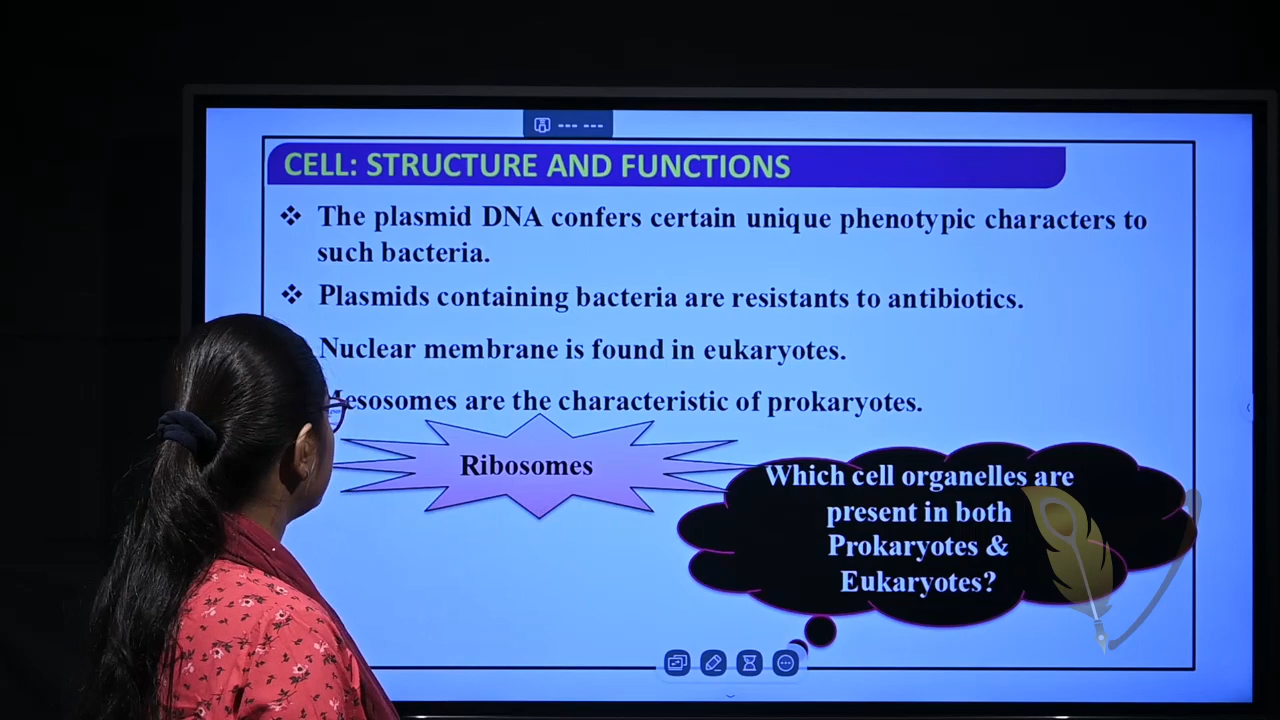 CELL: STRUCTURE AND FUNCTIONS
The plasmid DNA confers certain unique phenotypic characters to
such bacteria.
Plasmids containing bacteria are resistants to antibiotics.
Nuclear membrane is found in eukaryotes.
Mesosomes are the characteristic of prokaryotes.
Ribosomes
Which cell organelles are
present in both
Prokaryotes &
Eukaryotes?